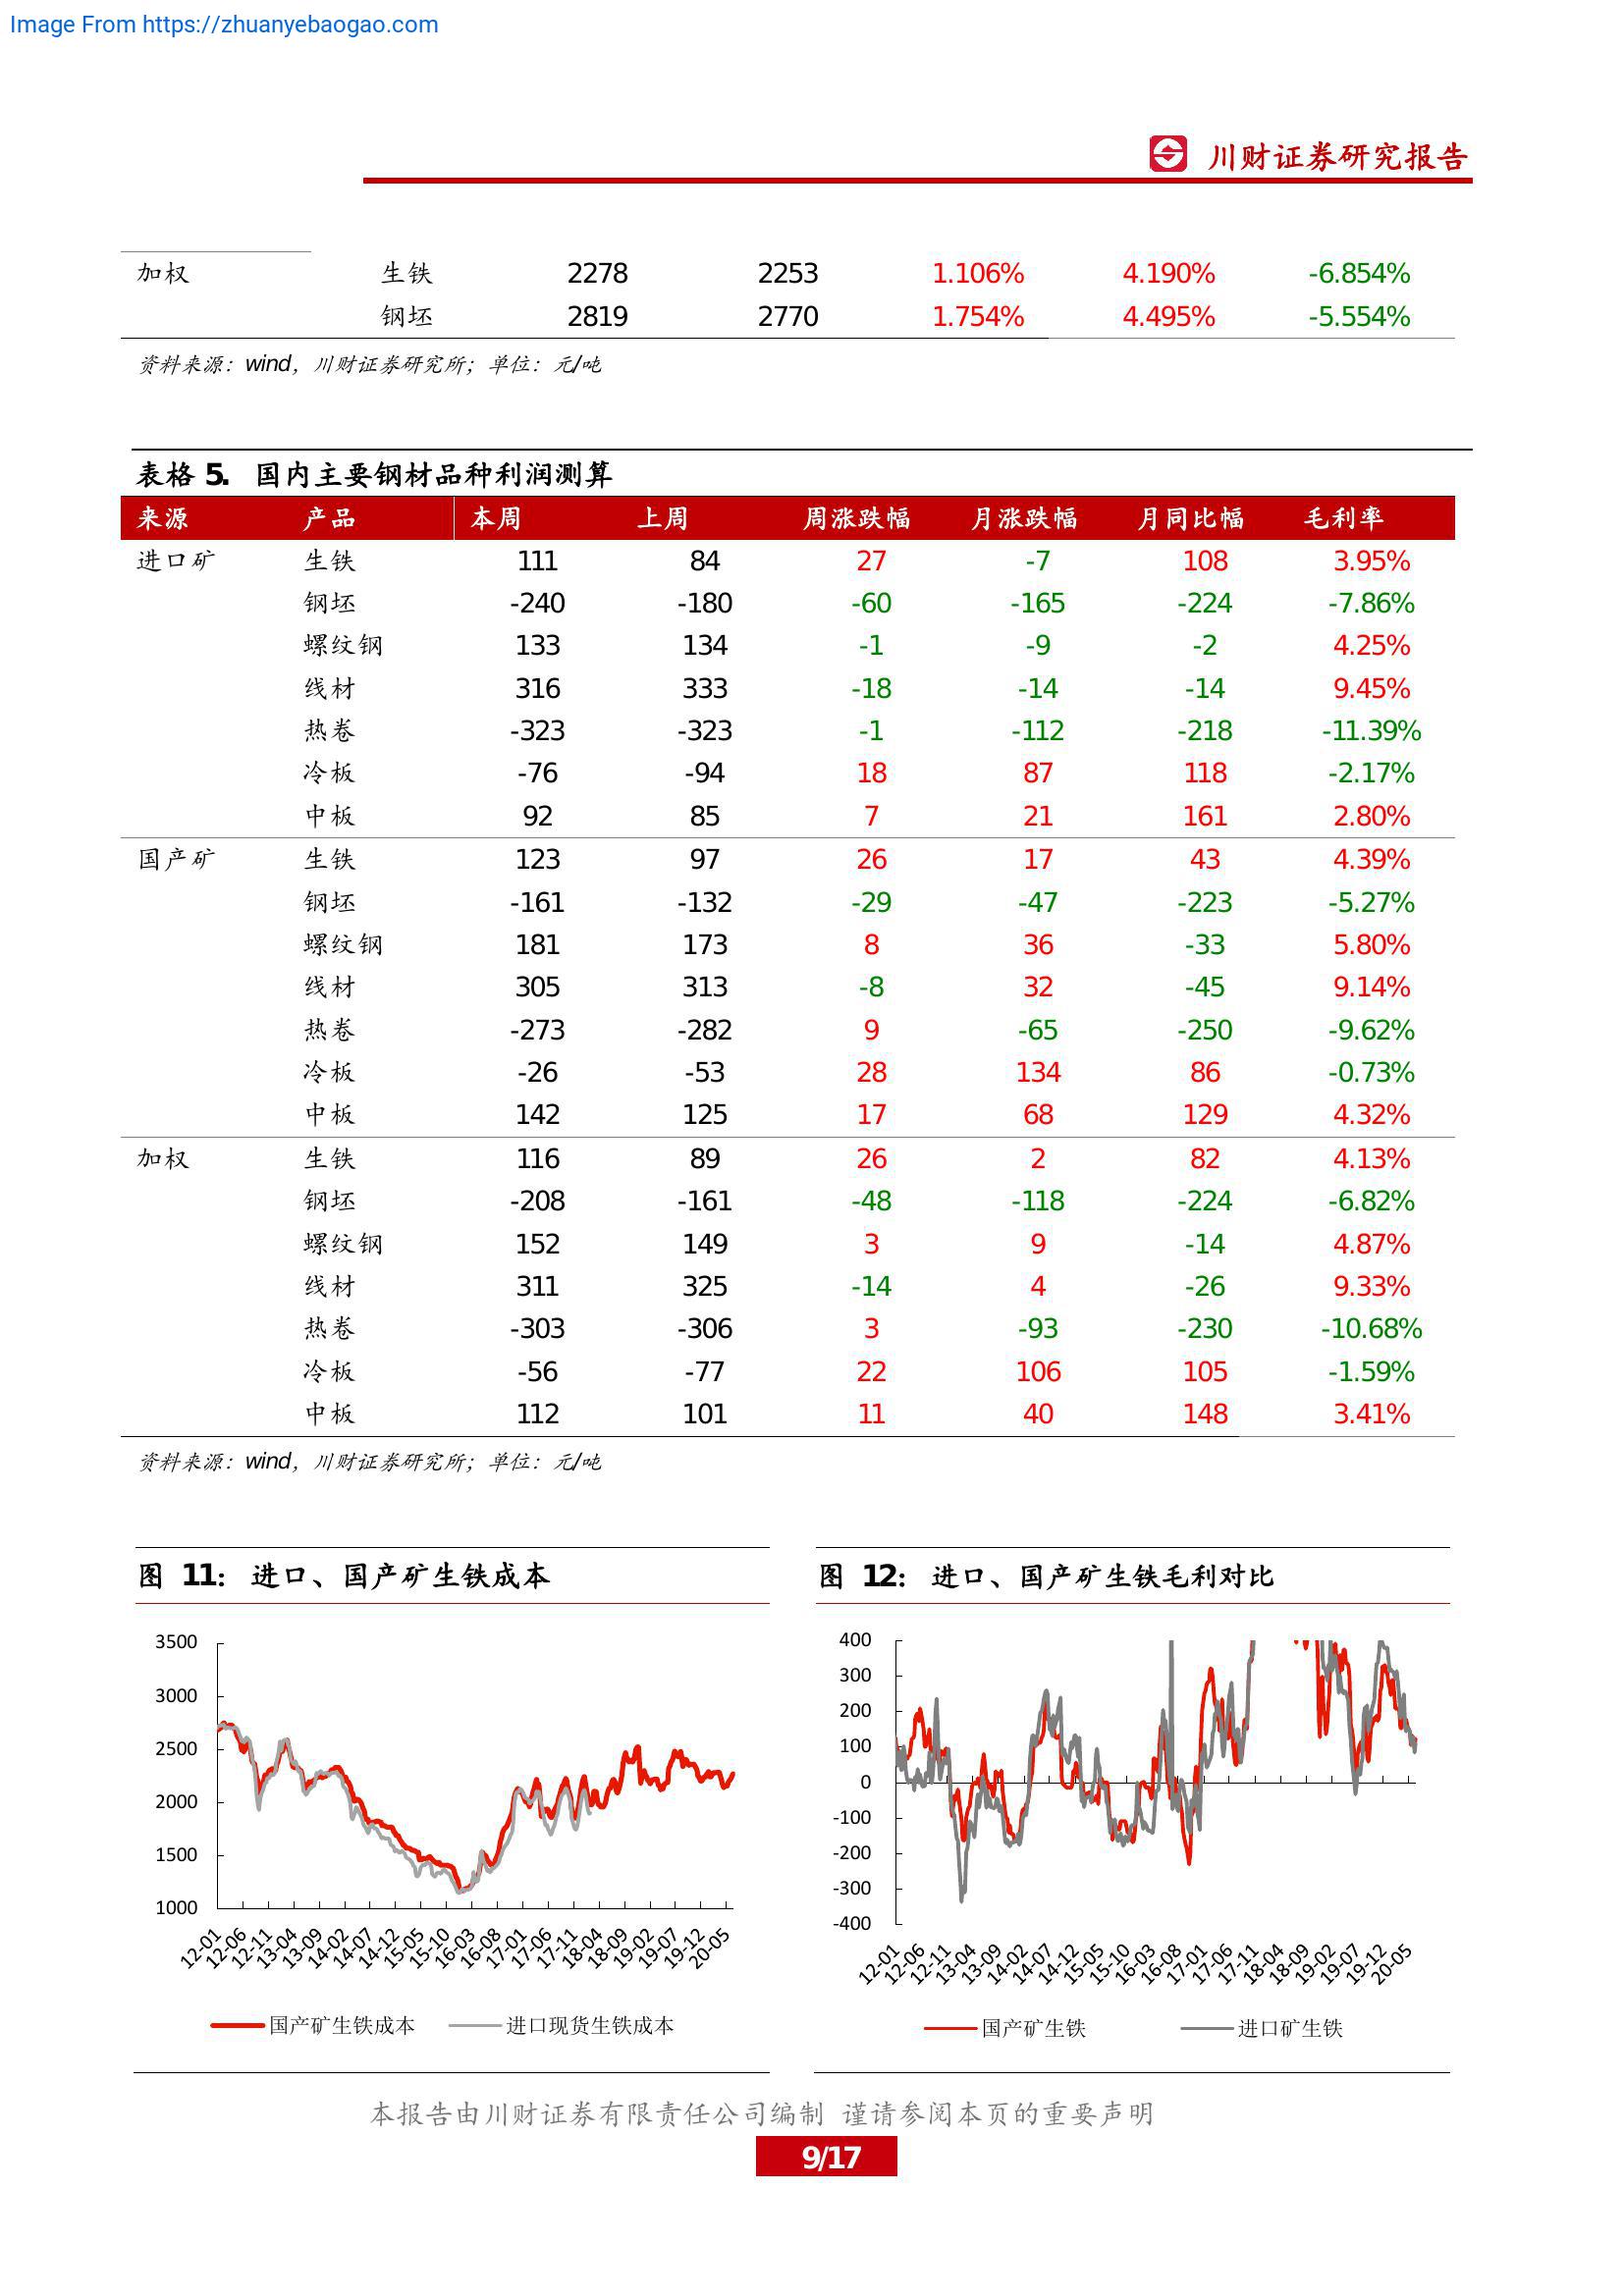 Image From https://zhuanyebaogao.com
川财证券研究报告
加权 生铁 2278 2253 1.106% 4.190% -6.854%
钢坯 2819 2770 1.754% 4.495% -5.554%
资料来源：wind，川财证券研究所；单位：元/吨
表格 5. 国内主要钢材品种利润测算
来源 产品 本周 上周 周涨跌幅 月涨跌幅 月同比幅 毛利率
进口矿 生铁 111 84 27 -7 108 3.95%
钢坯 -240 -180 -60 -165 -224 -7.86%
螺纹钢 133 134 -1 -9 -2 4.25%
线材 316 333 -18 -14 -14 9.45%
热卷 -323 -323 -1 -112 -218 -11.39%
冷板 -76 -94 18 87 118 -2.17%
中板 92 85 7 21 161 2.80%
国产矿 生铁 123 97 26 17 43 4.39%
钢坯 -161 -132 -29 -47 -223 -5.27%
螺纹钢 181 173 8 36 -33 5.80%
线材 305 313 -8 32 -45 9.14%
热卷 -273 -282 9 -65 -250 -9.62%
冷板 -26 -53 28 134 86 -0.73%
中板 142 125 17 68 129 4.32%
加权 生铁 116 89 26 2 82 4.13%
钢坯 -208 -161 -48 -118 -224 -6.82%
螺纹钢 152 149 3 9 -14 4.87%
线材 311 325 -14 4 -26 9.33%
热卷 -303 -306 3 -93 -230 -10.68%
冷板 -56 -77 22 106 105 -1.59%
中板 112 101 11 40 148 3.41%
资料来源：wind，川财证券研究所；单位：元/吨
图 11： 进口、国产矿生铁成本
3500
3000
2500
2000
1500
1000
12-01 12-06 12-11 13-04 13-09 14-02 14-07 14-12 15-05 15-10 16-03 16-08 17-01 17-06 17-11 18-04 18-09 19-02 19-07 19-12 20-05
国产矿生铁成本 进口现货生铁成本
图 12： 进口、国产矿生铁毛利对比
400
300
200
100
0
-100
-200
-300
-400
12-01 12-06 12-11 13-04 13-09 14-02 14-07 14-12 15-05 15-10 16-03 16-08 17-01 17-06 17-11 18-04 18-09 19-02 19-07 19-12 20-05
国产矿生铁 进口矿生铁
本报告由川财证券有限责任公司编制 谨请参阅本页的重要声明
9/17